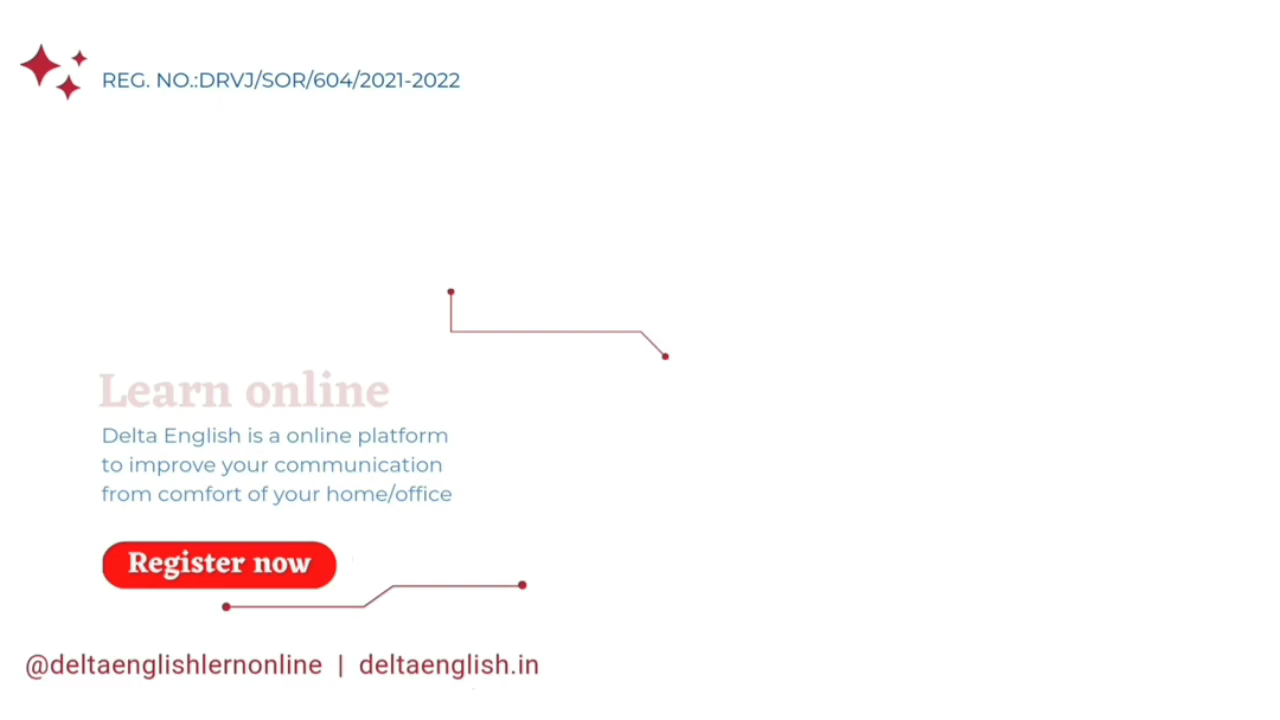 REG. NO.:DRVJ/SOR/604/2021-2022
Learn online
Delta English is a online platform
to improve your communication
from comfort of your home/office
Register now
@deltaenglishlernonline | deltaenglish.in